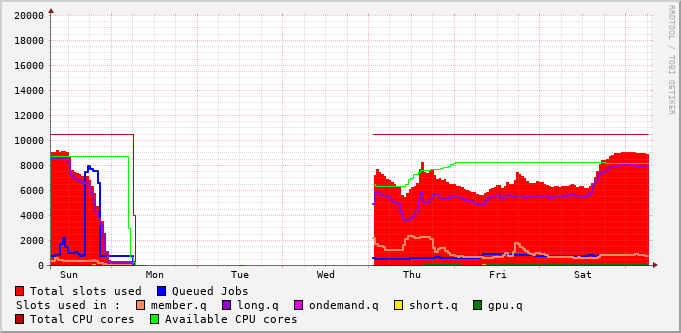 20000
18000
16000
14000
12000
10000
8000
6000
4000
2000
0
Sun Mon Tue Wed Thu Fri Sat
RRDTOOL / TOBI OETIKER
Total slots used Queued Jobs
Slots used in : member.q long.q ondemand.q short.q gpu.q
Total CPU cores Available CPU cores